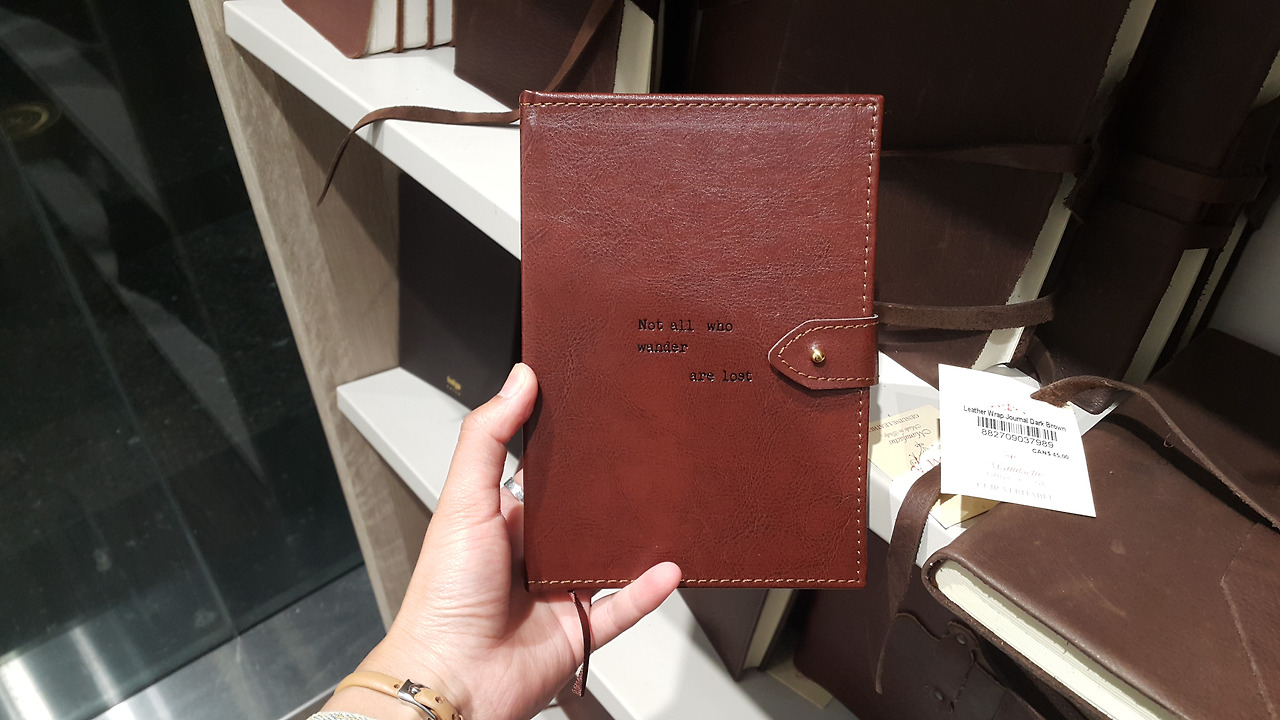 Not all who
wander
are lost
Leather Wrap Journal Dark Brown
882709037989
CAN$ 45.00